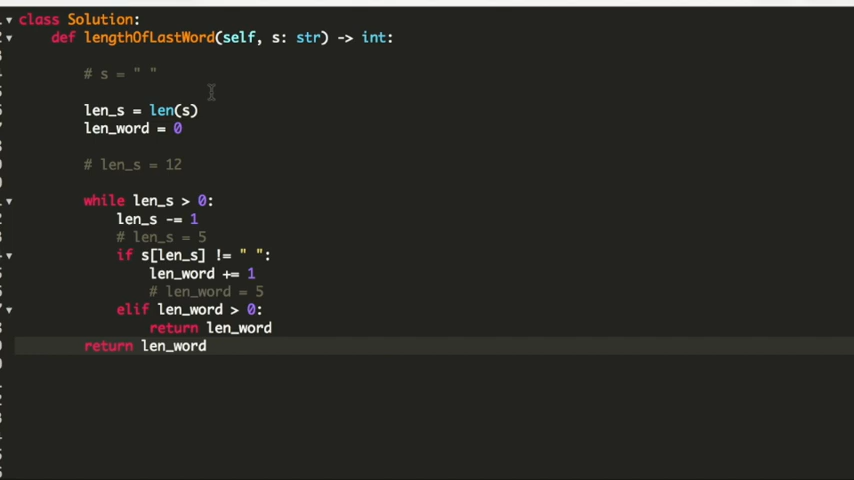 class Solution:
def lengthOfLastWord(self, s: str) -> int:
# s = " "
len_s = len(s)
len_word = 0
# len_s = 12
while len_s > 0:
len_s -= 1
# len_s = 5
if s[len_s] != " ":
len_word += 1
# len_word = 5
elif len_word > 0:
return len_word
return len_word